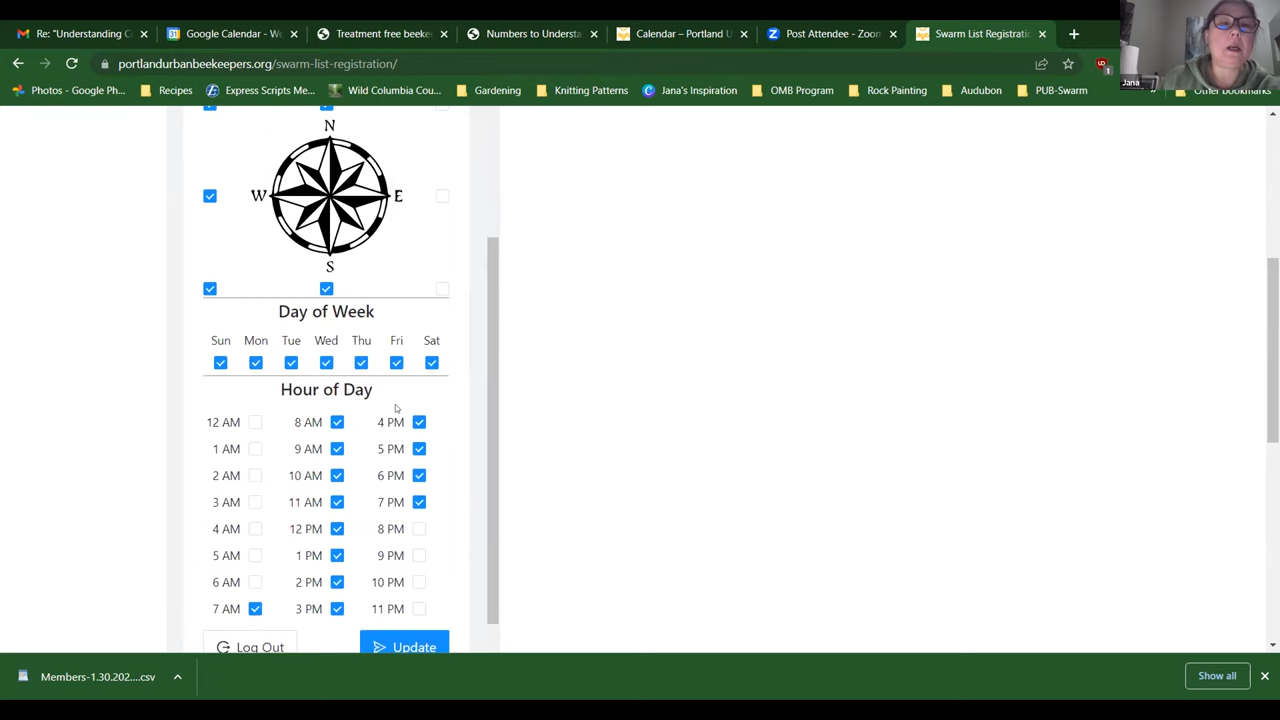 Re: "Understanding C
Google Calendar - We
Treatment free beeke
Numbers to Understa
Calendar – Portland U
Post Attendee - Zoom
Swarm List Registratio
portlandurbanbeekeepers.org/swarm-list-registration/
UD
1
Jana
Photos - Google Ph...
Recipes
Express Scripts Me...
Wild Columbia Cou...
Gardening
Knitting Patterns
Jana's Inspiration
OMB Program
Rock Painting
Audubon
PUB-Swarm
Other bookmarks
N
W E
S
Day of Week
Sun Mon Tue Wed Thu Fri Sat
Hour of Day
12 AM 8 AM 4 PM
1 AM 9 AM 5 PM
2 AM 10 AM 6 PM
3 AM 11 AM 7 PM
4 AM 12 PM 8 PM
5 AM 1 PM 9 PM
6 AM 2 PM 10 PM
7 AM 3 PM 11 PM
Log Out Update
Members-1.30.202....csv
Show all